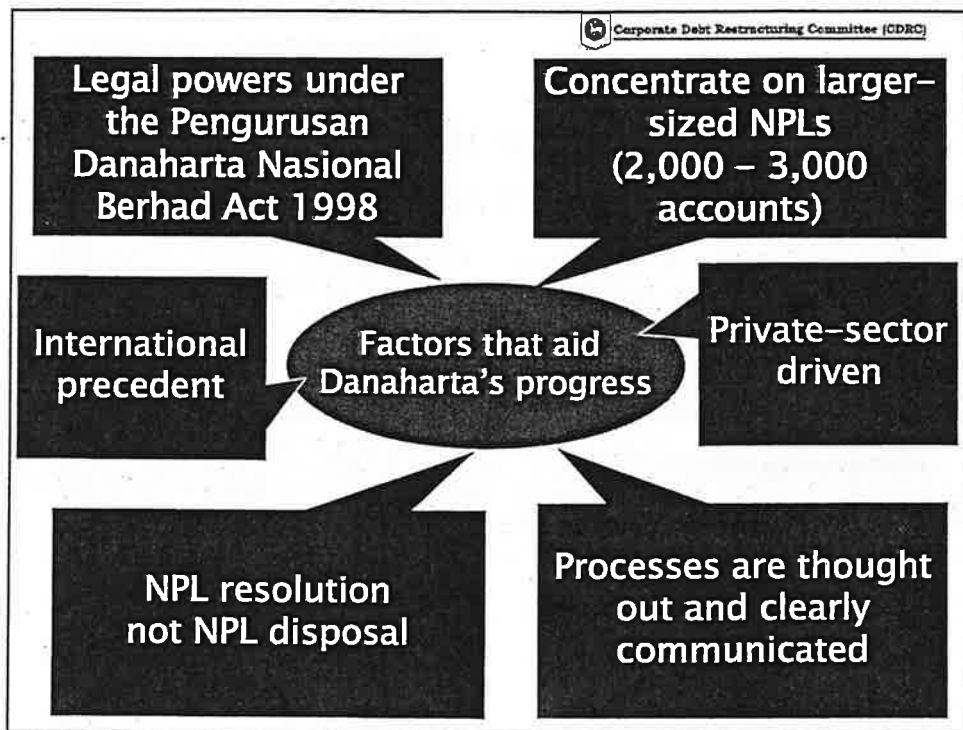 Corporate Debt Restructuring Committee (CDRC)
Legal powers under
the Pengurusan
Danaharta Nasional
Berhad Act 1998
Concentrate on larger–
sized NPLs
(2,000 – 3,000
accounts)
International
precedent
Factors that aid
Danaharta's progress
Private–sector
driven
NPL resolution
not NPL disposal
Processes are thought
out and clearly
communicated